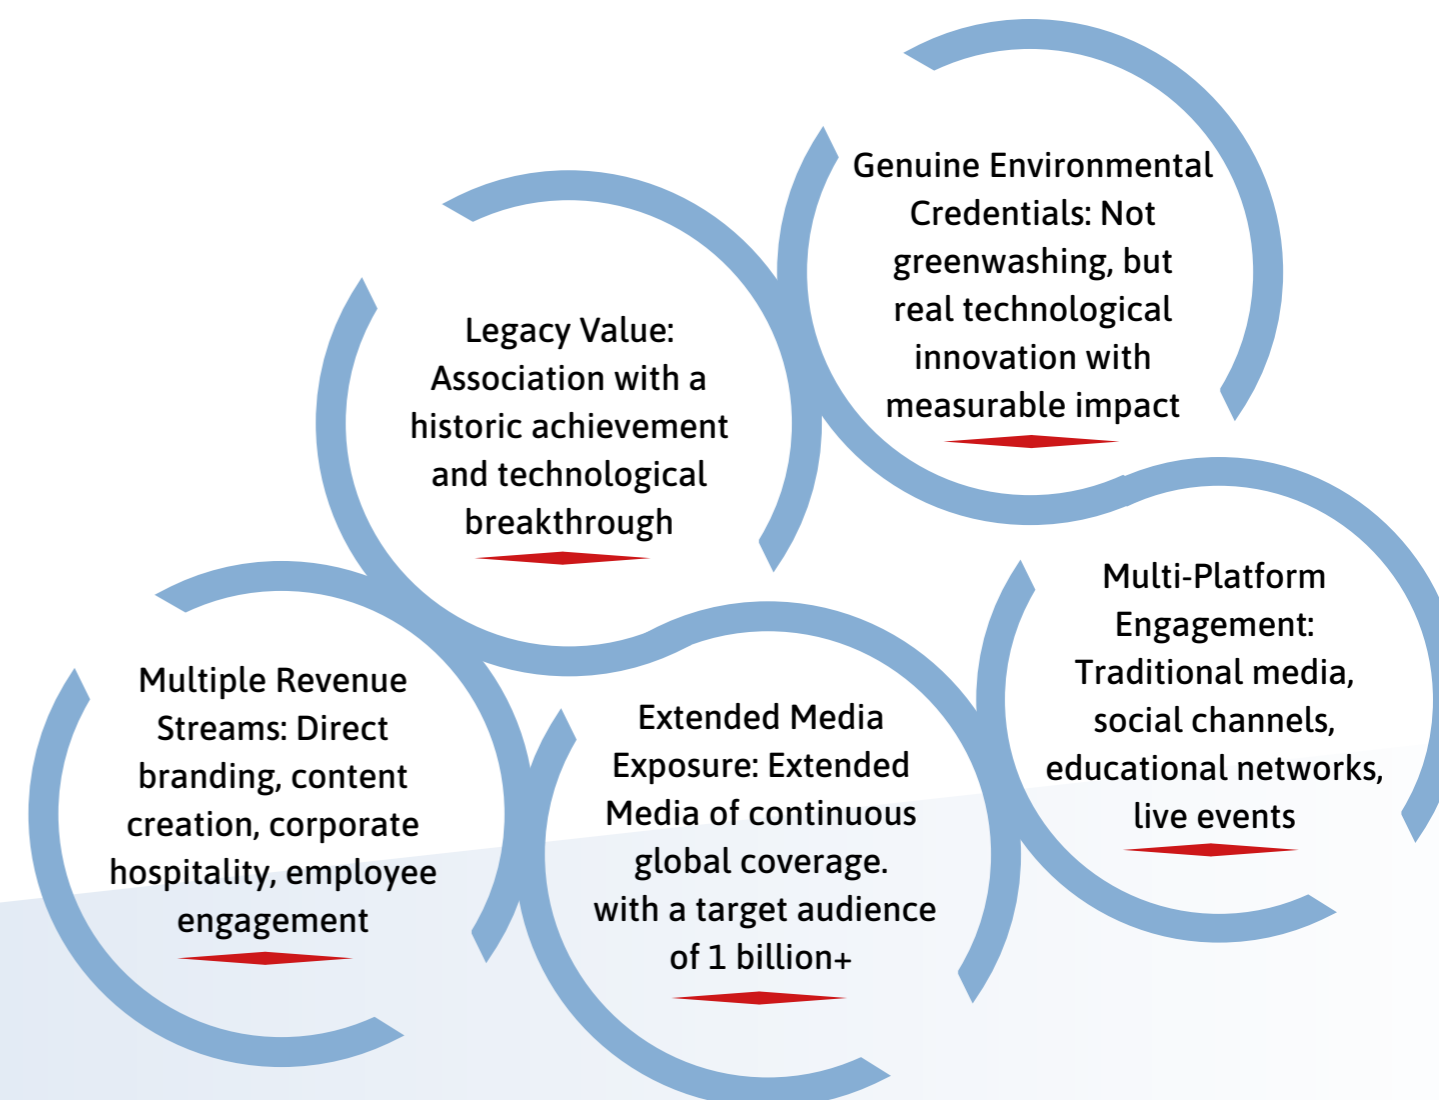 Genuine Environmental
Credentials: Not
greenwashing, but
real technological
innovation with
measurable impact
Legacy Value:
Association with a
historic achievement
and technological
breakthrough
Multi-Platform
Engagement:
Traditional media,
social channels,
educational networks,
live events
Multiple Revenue
Streams: Direct
branding, content
creation, corporate
hospitality, employee
engagement
Extended Media
Exposure: Extended
Media of continuous
global coverage.
with a target audience
of 1 billion+